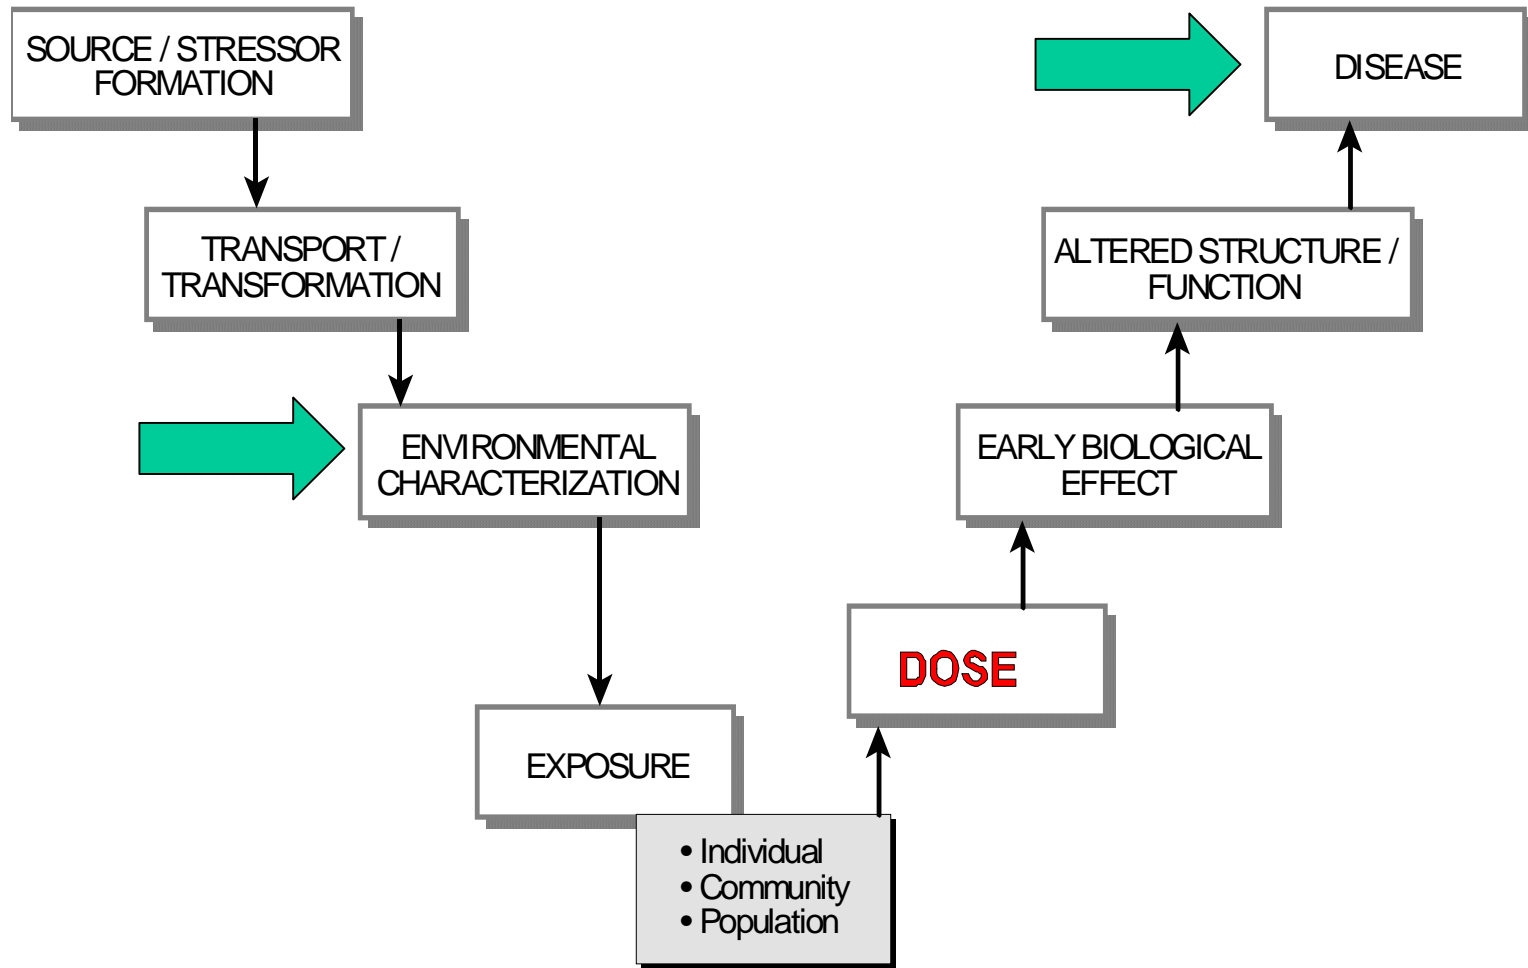 SOURCE / STRESSOR
FORMATION
TRANSPORT /
TRANSFORMATION
ENVIRONMENTAL
CHARACTERIZATION
EXPOSURE
• Individual
• Community
• Population
DOSE
EARLY BIOLOGICAL
EFFECT
ALTERED STRUCTURE /
FUNCTION
DISEASE